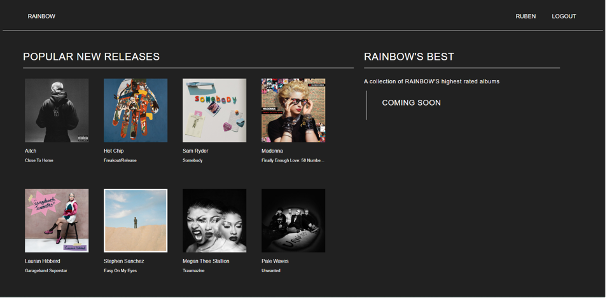 RAINBOW
RUBEN
LOGOUT
POPULAR NEW RELEASES
RAINBOW'S BEST
A collection of RAINBOW'S highest rated albums
COMING SOON
SOMEBODY
Aitch
Hot Chip
Sam Ryder
Madonna
Close To Home
Freakout/Release
Somebody
Finally Enough Love: 50 Numbe...
Lauran Hibberd
Stephen Sanchez
Megan Thee Stallion
Pale Waves
Garageband Superstar
Easy On My Eyes
Traumazine
Unwanted